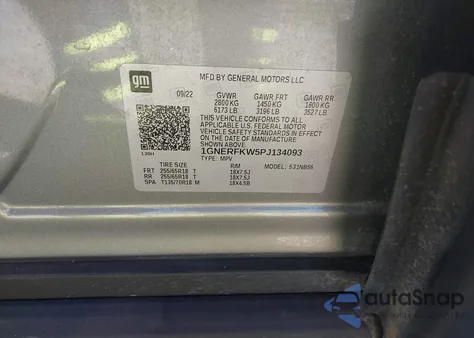 gm
MFD BY GENERAL MOTORS LLC
09/22 GVWR GAWR FRT GAWR RR
2800 KG 1450 KG 1600 KG
6173 LB 3196 LB 3527 LB
THIS VEHICLE CONFORMS TO ALL
APPLICABLE U.S. FEDERAL MOTOR
VEHICLE SAFETY STANDARDS IN EFFECT ON THE
DATE OF MANUFACTURE SHOWN ABOVE.
1GNERFKW5PJ134093
TYPE: MPV MODEL: 531NB56
TIRE SIZE RIM
FRT 255/65R18 T 18X7.5J
RR 255/65R18 T 18X7.5J
SPA T135/70R18 M 18X4.5B
autoSnap